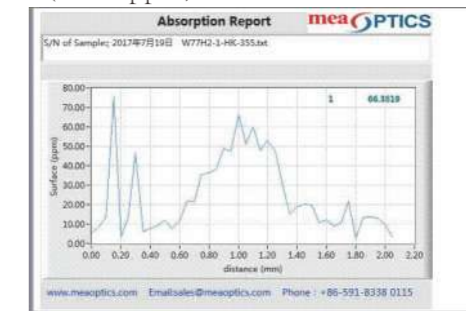 Absorption Report
mea OPTICS
S/N of Sample; 2017年7月19日 W77H2-1-HK-355.txt
1 66.3819
80.00
70.00
60.00
50.00
40.00
30.00
20.00
10.00
0.00
Surface (ppm)
0.00 0.20 0.40 0.60 0.80 1.00 1.20 1.40 1.60 1.80 2.00 2.20
distance (mm)
www.meaoptics.com Email:sales@meaoptics.com Phone : +86-591-8338 0115